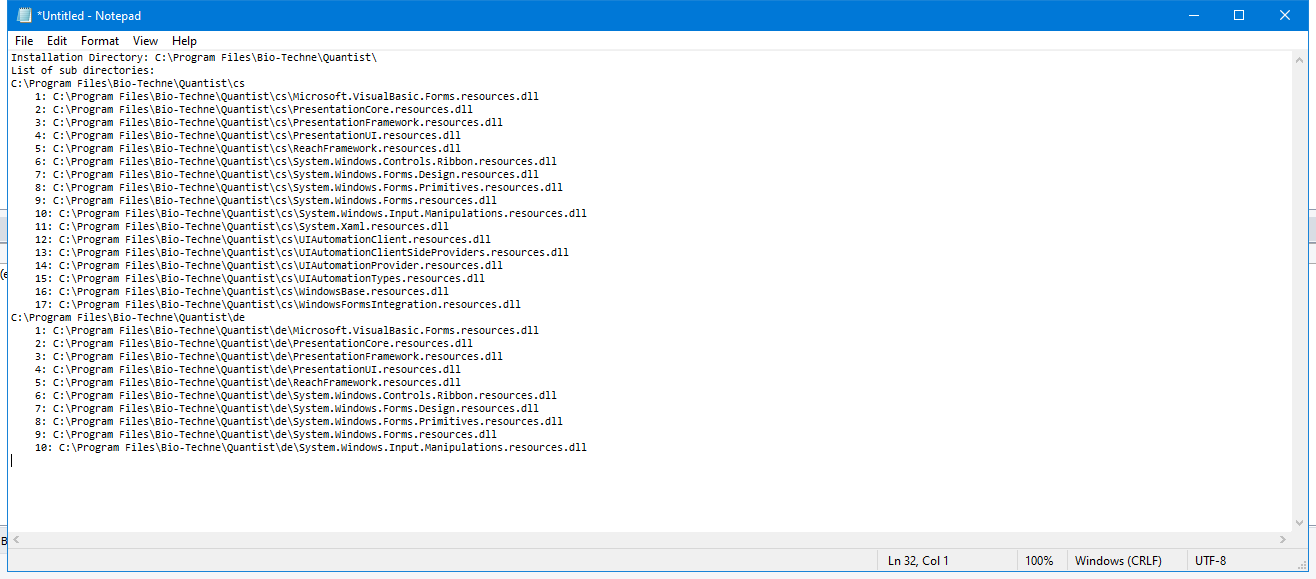 *Untitled - Notepad
File Edit Format View Help
Installation Directory: C:\Program Files\Bio-Techne\Quantist\
List of sub directories:
C:\Program Files\Bio-Techne\Quantist\cs
1: C:\Program Files\Bio-Techne\Quantist\cs\Microsoft.VisualBasic.Forms.resources.dll
2: C:\Program Files\Bio-Techne\Quantist\cs\PresentationCore.resources.dll
3: C:\Program Files\Bio-Techne\Quantist\cs\PresentationFramework.resources.dll
4: C:\Program Files\Bio-Techne\Quantist\cs\PresentationUI.resources.dll
5: C:\Program Files\Bio-Techne\Quantist\cs\ReachFramework.resources.dll
6: C:\Program Files\Bio-Techne\Quantist\cs\System.Windows.Controls.Ribbon.resources.dll
7: C:\Program Files\Bio-Techne\Quantist\cs\System.Windows.Forms.Design.resources.dll
8: C:\Program Files\Bio-Techne\Quantist\cs\System.Windows.Forms.Primitives.resources.dll
9: C:\Program Files\Bio-Techne\Quantist\cs\System.Windows.Forms.resources.dll
10: C:\Program Files\Bio-Techne\Quantist\cs\System.Windows.Input.Manipulations.resources.dll
11: C:\Program Files\Bio-Techne\Quantist\cs\System.Xaml.resources.dll
12: C:\Program Files\Bio-Techne\Quantist\cs\UIAutomationClient.resources.dll
13: C:\Program Files\Bio-Techne\Quantist\cs\UIAutomationClientSideProviders.resources.dll
14: C:\Program Files\Bio-Techne\Quantist\cs\UIAutomationProvider.resources.dll
15: C:\Program Files\Bio-Techne\Quantist\cs\UIAutomationTypes.resources.dll
16: C:\Program Files\Bio-Techne\Quantist\cs\WindowsBase.resources.dll
17: C:\Program Files\Bio-Techne\Quantist\cs\WindowsFormsIntegration.resources.dll
C:\Program Files\Bio-Techne\Quantist\de
1: C:\Program Files\Bio-Techne\Quantist\de\Microsoft.VisualBasic.Forms.resources.dll
2: C:\Program Files\Bio-Techne\Quantist\de\PresentationCore.resources.dll
3: C:\Program Files\Bio-Techne\Quantist\de\PresentationFramework.resources.dll
4: C:\Program Files\Bio-Techne\Quantist\de\PresentationUI.resources.dll
5: C:\Program Files\Bio-Techne\Quantist\de\ReachFramework.resources.dll
6: C:\Program Files\Bio-Techne\Quantist\de\System.Windows.Controls.Ribbon.resources.dll
7: C:\Program Files\Bio-Techne\Quantist\de\System.Windows.Forms.Design.resources.dll
8: C:\Program Files\Bio-Techne\Quantist\de\System.Windows.Forms.Primitives.resources.dll
9: C:\Program Files\Bio-Techne\Quantist\de\System.Windows.Forms.resources.dll
10: C:\Program Files\Bio-Techne\Quantist\de\System.Windows.Input.Manipulations.resources.dll
Ln 32, Col 1 100% Windows (CRLF) UTF-8